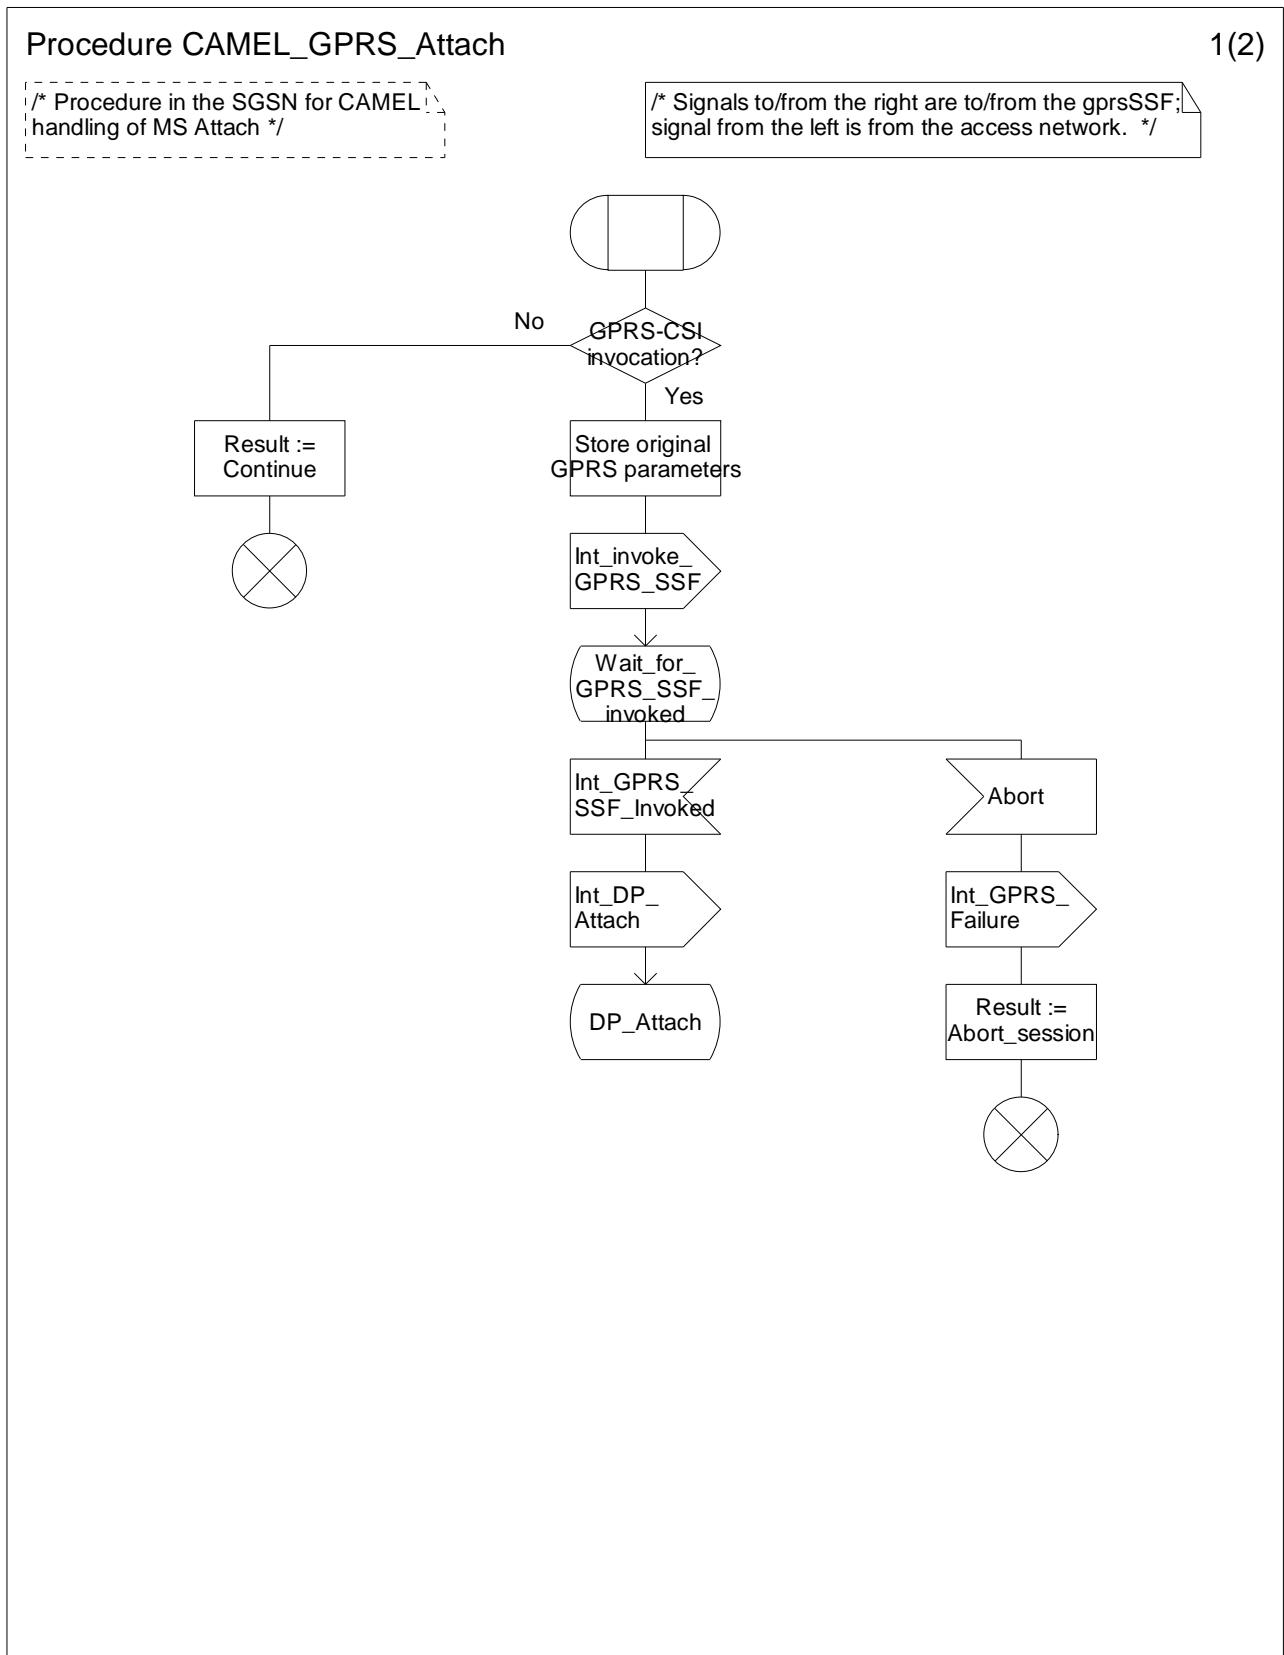 Procedure CAMEL_GPRS_Attach
1(2)
/* Procedure in the SGSN for CAMEL
handling of MS Attach */
/* Signals to/from the right are to/from the gprsSSF;
signal from the left is from the access network.  */
GPRS-CSI
invocation?
No
Yes
Result :=
Continue
Store original
GPRS parameters
Int_invoke_
GPRS_SSF
Wait_for_
GPRS_SSF_
invoked
Int_GPRS_
SSF_Invoked
Abort
Int_DP_
Attach
Int_GPRS_
Failure
DP_Attach
Result :=
Abort_session